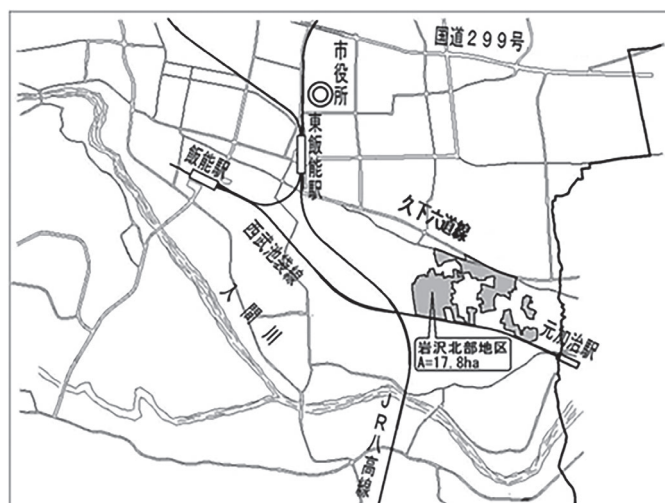 国道299号
市役所
東飯能駅
飯能駅
久下六道線
西武池袋線
入間川
元加治駅
岩沢北部地区
A=17.8ha
JR八高線